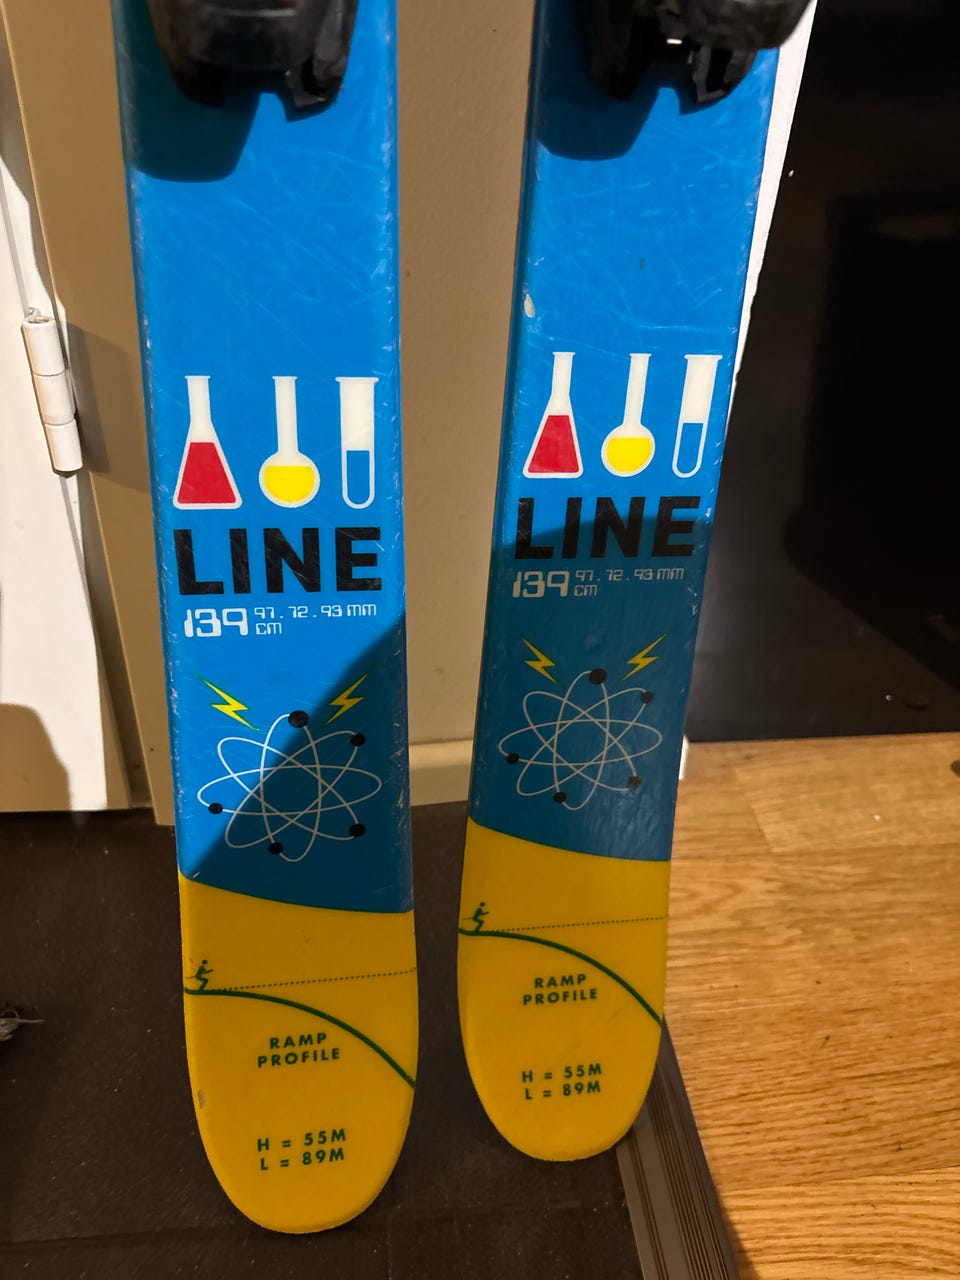 LINE
139 97.72.93 MM
CM
RAMP
PROFILE
H = 55M
L = 89M
LINE
139 97.72.93 MM
CM
RAMP
PROFILE
H = 55M
L = 89M